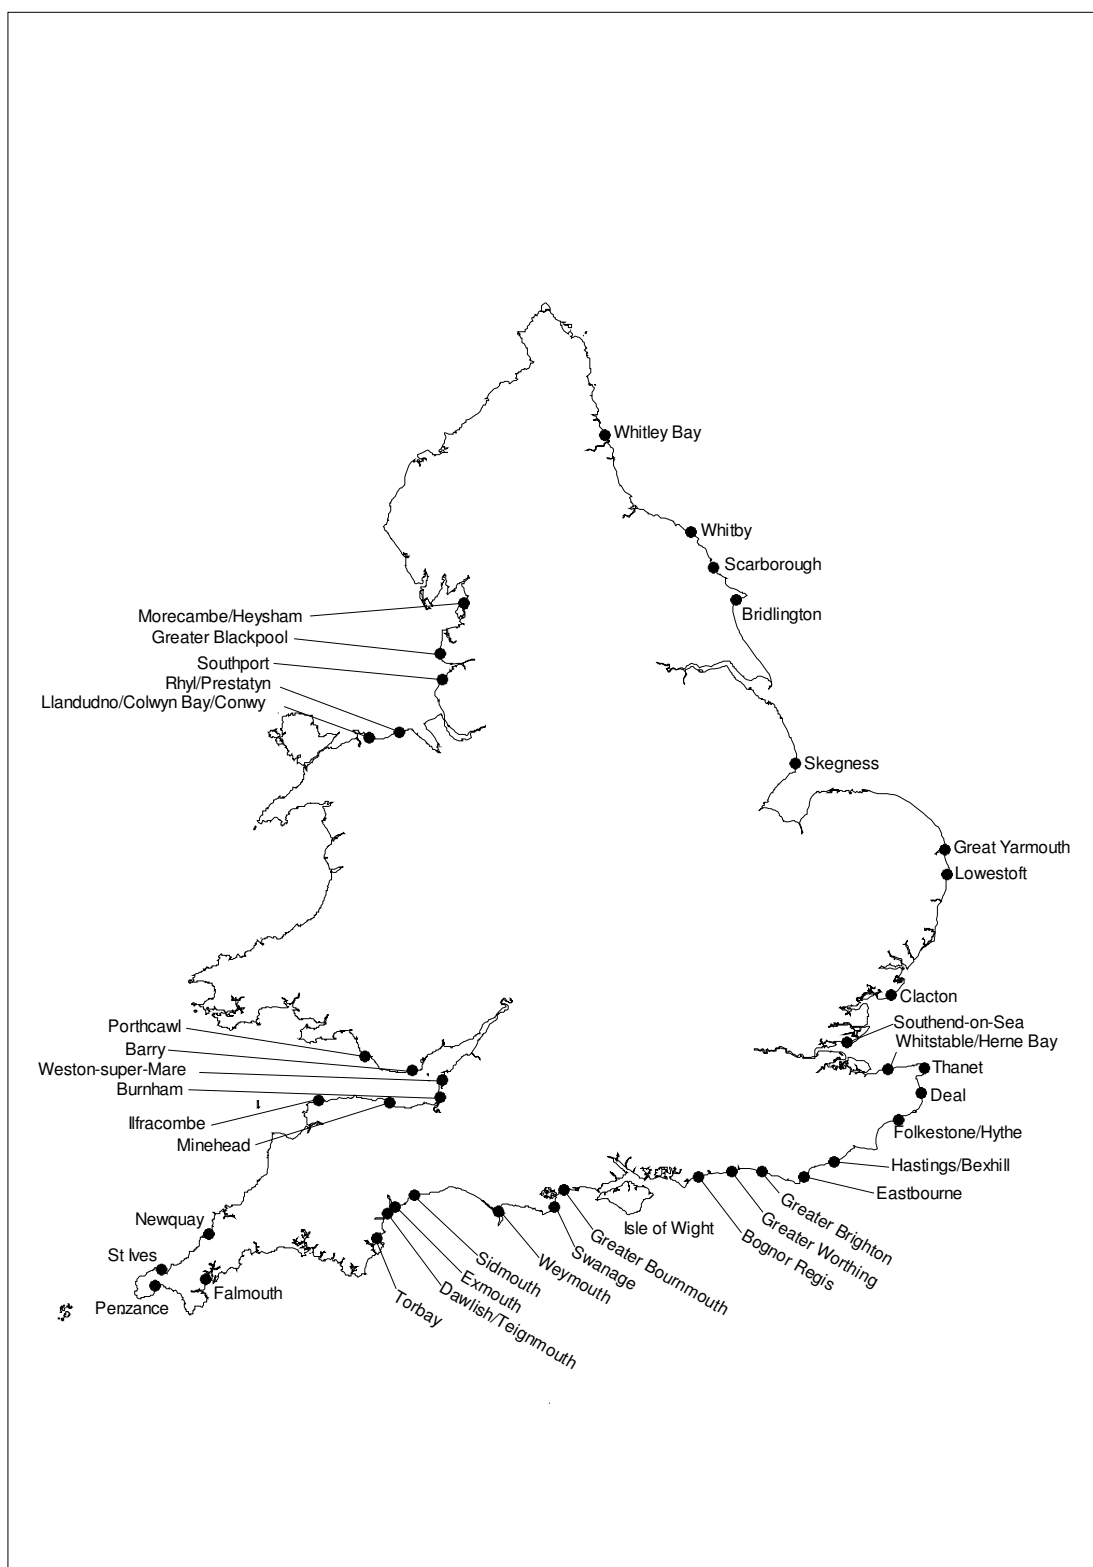 Whitley Bay
Whitby
Scarborough
Bridlington
Morecambe/Heysham
Greater Blackpool
Southport
Rhyl/Prestatyn
Llandudno/Colwyn Bay/Conwy
Skegness
Great Yarmouth
Lowestoft
Clacton
Southend-on-Sea
Whitstable/Herne Bay
Thanet
Deal
Folkestone/Hythe
Hastings/Bexhill
Eastbourne
Porthcawl
Barry
Weston-super-Mare
Burnham
Ilfracombe
Minehead
Newquay
St Ives
Penzance
Falmouth
Torbay
Dawlish/Teignmouth
Exmouth
Sidmouth
Weymouth
Swanage
Greater Bournmouth
Isle of Wight
Bognor Regis
Greater Worthing
Greater Brighton